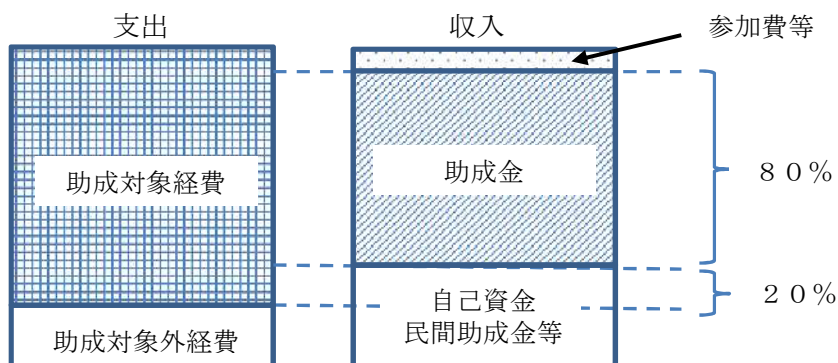 支出
収入
参加費等
助成対象経費
助成金
８０％
２０％
自己資金
民間助成金等
助成対象外経費